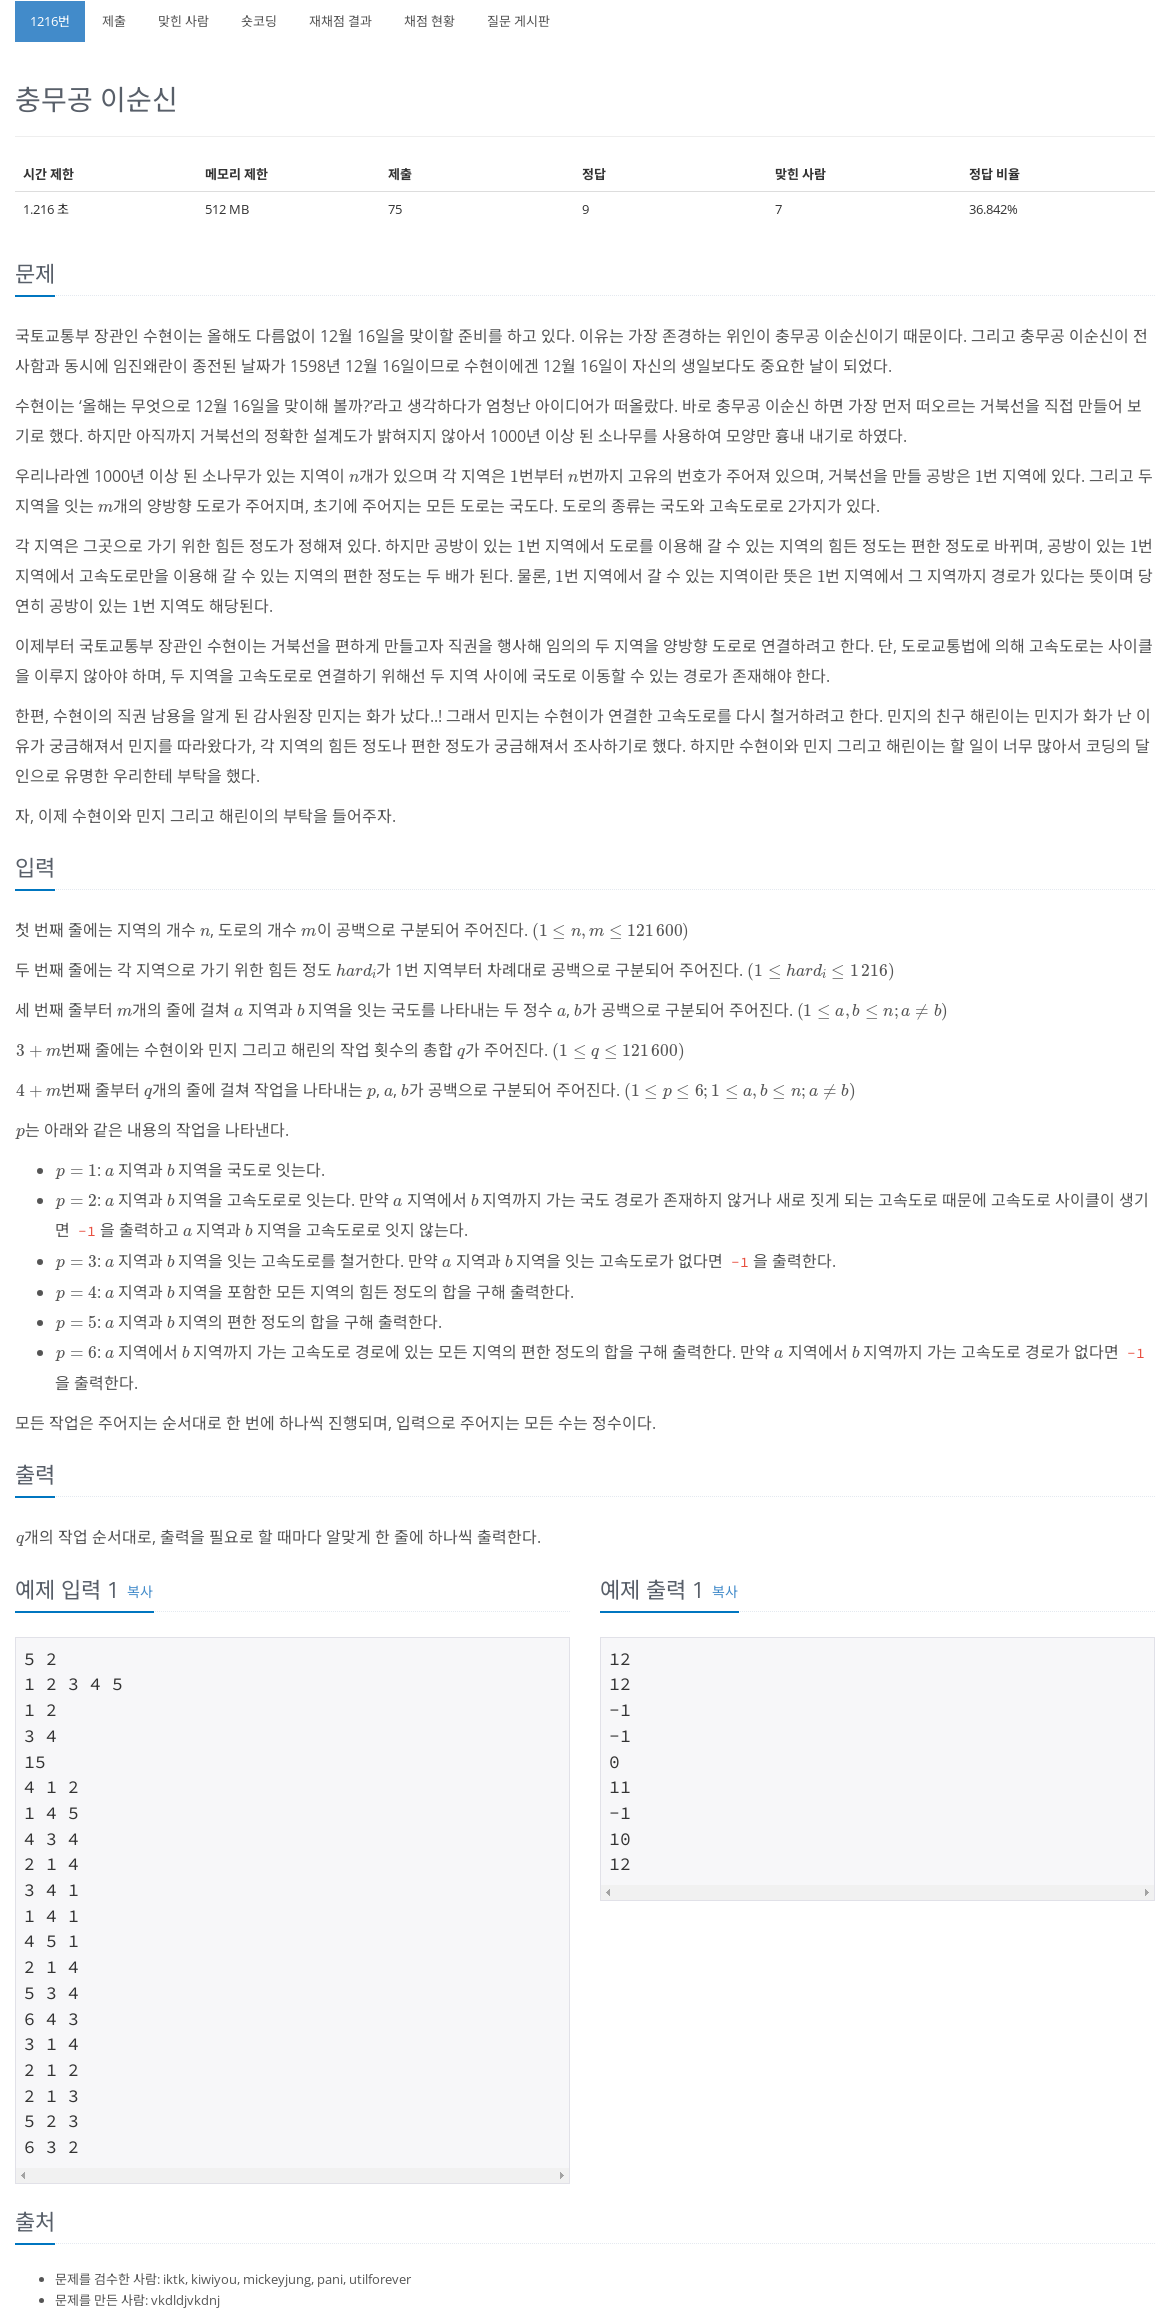 1216번 제출 맞힌 사람 숏코딩 재채점 결과 채점 현황 질문 게시판
충무공 이순신
시간 제한 메모리 제한 제출 정답 맞힌 사람 정답 비율
1.216 초 512 MB 75 9 7 36.842%
문제
국토교통부 장관인 수현이는 올해도 다름없이 12월 16일을 맞이할 준비를 하고 있다. 이유는 가장 존경하는 위인이 충무공 이순신이기 때문이다. 그리고 충무공 이순신이 전
사함과 동시에 임진왜란이 종전된 날짜가 1598년 12월 16일이므로 수현이에겐 12월 16일이 자신의 생일보다도 중요한 날이 되었다.
수현이는 ‘올해는 무엇으로 12월 16일을 맞이해 볼까?’라고 생각하다가 엄청난 아이디어가 떠올랐다. 바로 충무공 이순신 하면 가장 먼저 떠오르는 거북선을 직접 만들어 보
기로 했다. 하지만 아직까지 거북선의 정확한 설계도가 밝혀지지 않아서 1000년 이상 된 소나무를 사용하여 모양만 흉내 내기로 하였다.
우리나라엔 1000년 이상 된 소나무가 있는 지역이 n개가 있으며 각 지역은 1번부터 n번까지 고유의 번호가 주어져 있으며, 거북선을 만들 공방은 1번 지역에 있다. 그리고 두
지역을 잇는 m개의 양방향 도로가 주어지며, 초기에 주어지는 모든 도로는 국도다. 도로의 종류는 국도와 고속도로로 2가지가 있다.
각 지역은 그곳으로 가기 위한 힘든 정도가 정해져 있다. 하지만 공방이 있는 1번 지역에서 도로를 이용해 갈 수 있는 지역의 힘든 정도는 편한 정도로 바뀌며, 공방이 있는 1번
지역에서 고속도로만을 이용해 갈 수 있는 지역의 편한 정도는 두 배가 된다. 물론, 1번 지역에서 갈 수 있는 지역이란 뜻은 1번 지역에서 그 지역까지 경로가 있다는 뜻이며 당
연히 공방이 있는 1번 지역도 해당된다.
이제부터 국토교통부 장관인 수현이는 거북선을 편하게 만들고자 직권을 행사해 임의의 두 지역을 양방향 도로로 연결하려고 한다. 단, 도로교통법에 의해 고속도로는 사이클
을 이루지 않아야 하며, 두 지역을 고속도로로 연결하기 위해선 두 지역 사이에 국도로 이동할 수 있는 경로가 존재해야 한다.
한편, 수현이의 직권 남용을 알게 된 감사원장 민지는 화가 났다..! 그래서 민지는 수현이가 연결한 고속도로를 다시 철거하려고 한다. 민지의 친구 해린이는 민지가 화가 난 이
유가 궁금해져서 민지를 따라왔다가, 각 지역의 힘든 정도나 편한 정도가 궁금해져서 조사하기로 했다. 하지만 수현이와 민지 그리고 해린이는 할 일이 너무 많아서 코딩의 달
인으로 유명한 우리한테 부탁을 했다.
자, 이제 수현이와 민지 그리고 해린이의 부탁을 들어주자.
입력
첫 번째 줄에는 지역의 개수 n, 도로의 개수 m이 공백으로 구분되어 주어진다. (1 ≤ n, m ≤ 121 600)
두 번째 줄에는 각 지역으로 가기 위한 힘든 정도 hard_i가 1번 지역부터 차례대로 공백으로 구분되어 주어진다. (1 ≤ hard_i ≤ 1 216)
세 번째 줄부터 m개의 줄에 걸쳐 a 지역과 b 지역을 잇는 국도를 나타내는 두 정수 a, b가 공백으로 구분되어 주어진다. (1 ≤ a, b ≤ n; a ≠ b)
3 + m번째 줄에는 수현이와 민지 그리고 해린의 작업 횟수의 총합 q가 주어진다. (1 ≤ q ≤ 121 600)
4 + m번째 줄부터 q개의 줄에 걸쳐 작업을 나타내는 p, a, b가 공백으로 구분되어 주어진다. (1 ≤ p ≤ 6; 1 ≤ a, b ≤ n; a ≠ b)
p는 아래와 같은 내용의 작업을 나타낸다.
• p = 1: a 지역과 b 지역을 국도로 잇는다.
• p = 2: a 지역과 b 지역을 고속도로로 잇는다. 만약 a 지역에서 b 지역까지 가는 국도 경로가 존재하지 않거나 새로 짓게 되는 고속도로 때문에 고속도로 사이클이 생기
면 -1 을 출력하고 a 지역과 b 지역을 고속도로로 잇지 않는다.
• p = 3: a 지역과 b 지역을 잇는 고속도로를 철거한다. 만약 a 지역과 b 지역을 잇는 고속도로가 없다면 -1 을 출력한다.
• p = 4: a 지역과 b 지역을 포함한 모든 지역의 힘든 정도의 합을 구해 출력한다.
• p = 5: a 지역과 b 지역의 편한 정도의 합을 구해 출력한다.
• p = 6: a 지역에서 b 지역까지 가는 고속도로 경로에 있는 모든 지역의 편한 정도의 합을 구해 출력한다. 만약 a 지역에서 b 지역까지 가는 고속도로 경로가 없다면 -1
을 출력한다.
모든 작업은 주어지는 순서대로 한 번에 하나씩 진행되며, 입력으로 주어지는 모든 수는 정수이다.
출력
q개의 작업 순서대로, 출력을 필요로 할 때마다 알맞게 한 줄에 하나씩 출력한다.
예제 입력 1 복사
5 2
1 2 3 4 5
1 2
3 4
15
4 1 2
1 4 5
4 3 4
2 1 4
3 4 1
1 4 1
4 5 1
2 1 4
5 3 4
6 4 3
3 1 4
2 1 2
2 1 3
5 2 3
6 3 2
예제 출력 1 복사
12
12
-1
-1
0
11
-1
10
12
출처
• 문제를 검수한 사람: iktk, kiwiyou, mickeyjung, pani, utilforever
• 문제를 만든 사람: vkdldjvkdnj